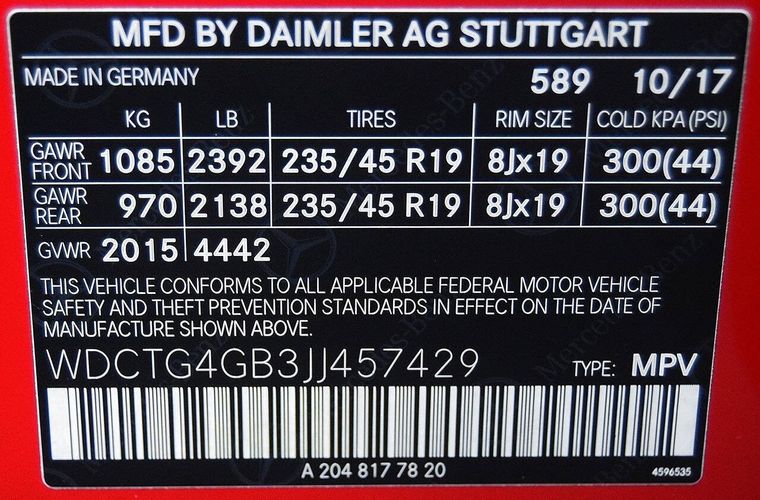 MFD BY DAIMLER AG STUTTGART
MADE IN GERMANY 589 10/17
KG LB TIRES RIM SIZE COLD KPA (PSI)
GAWR FRONT 1085 2392 235/45 R19 8Jx19 300(44)
GAWR REAR 970 2138 235/45 R19 8Jx19 300(44)
GVWR 2015 4442
THIS VEHICLE CONFORMS TO ALL APPLICABLE FEDERAL MOTOR VEHICLE
SAFETY AND THEFT PREVENTION STANDARDS IN EFFECT ON THE DATE OF
MANUFACTURE SHOWN ABOVE.
WDCTG4GB3JJ457429 TYPE: MPV
A 204 817 78 20 4596535